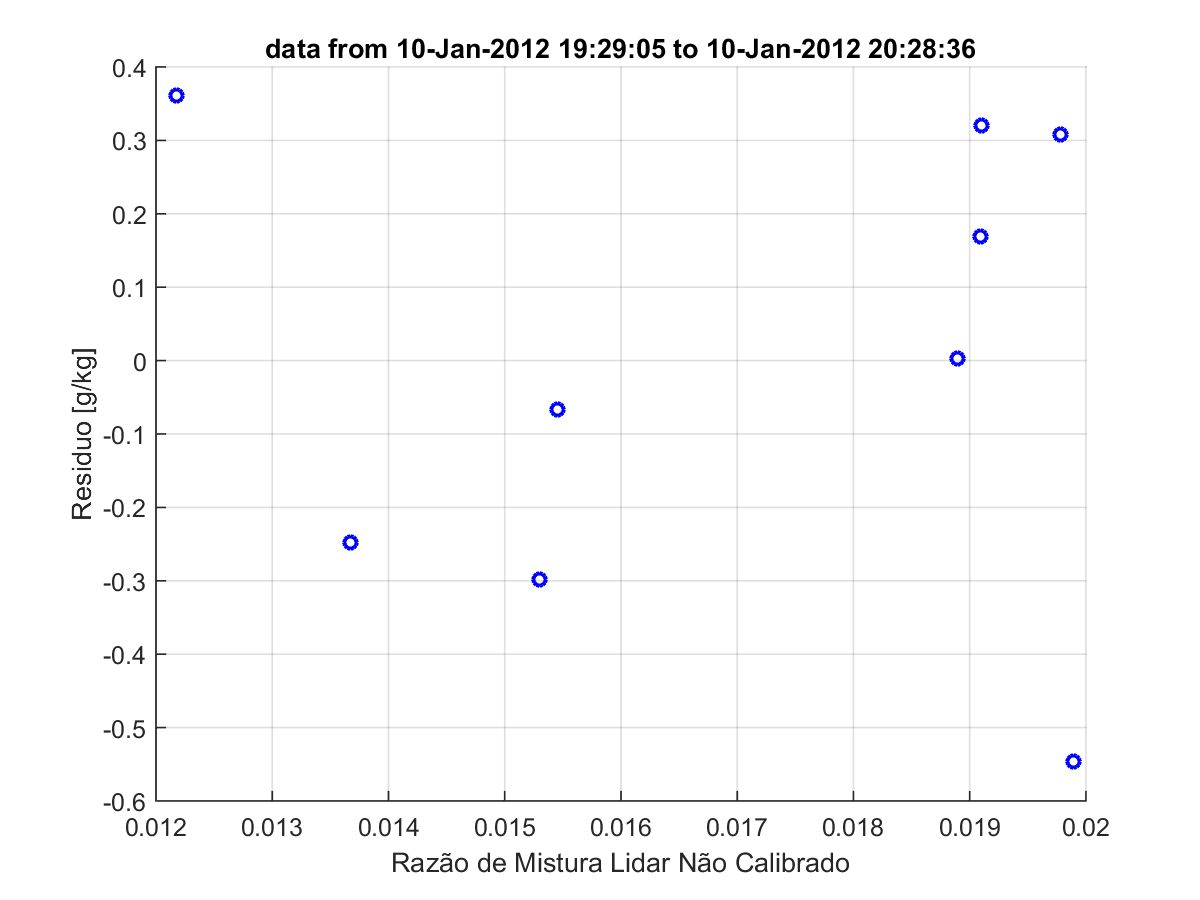 data from 10-Jan-2012 19:29:05 to 10-Jan-2012 20:28:36
0.4
0.3
0.2
0.1
0
-0.1
-0.2
-0.3
-0.4
-0.5
-0.6
Residuo [g/kg]
0.012 0.013 0.014 0.015 0.016 0.017 0.018 0.019 0.02
Razão de Mistura Lidar Não Calibrado